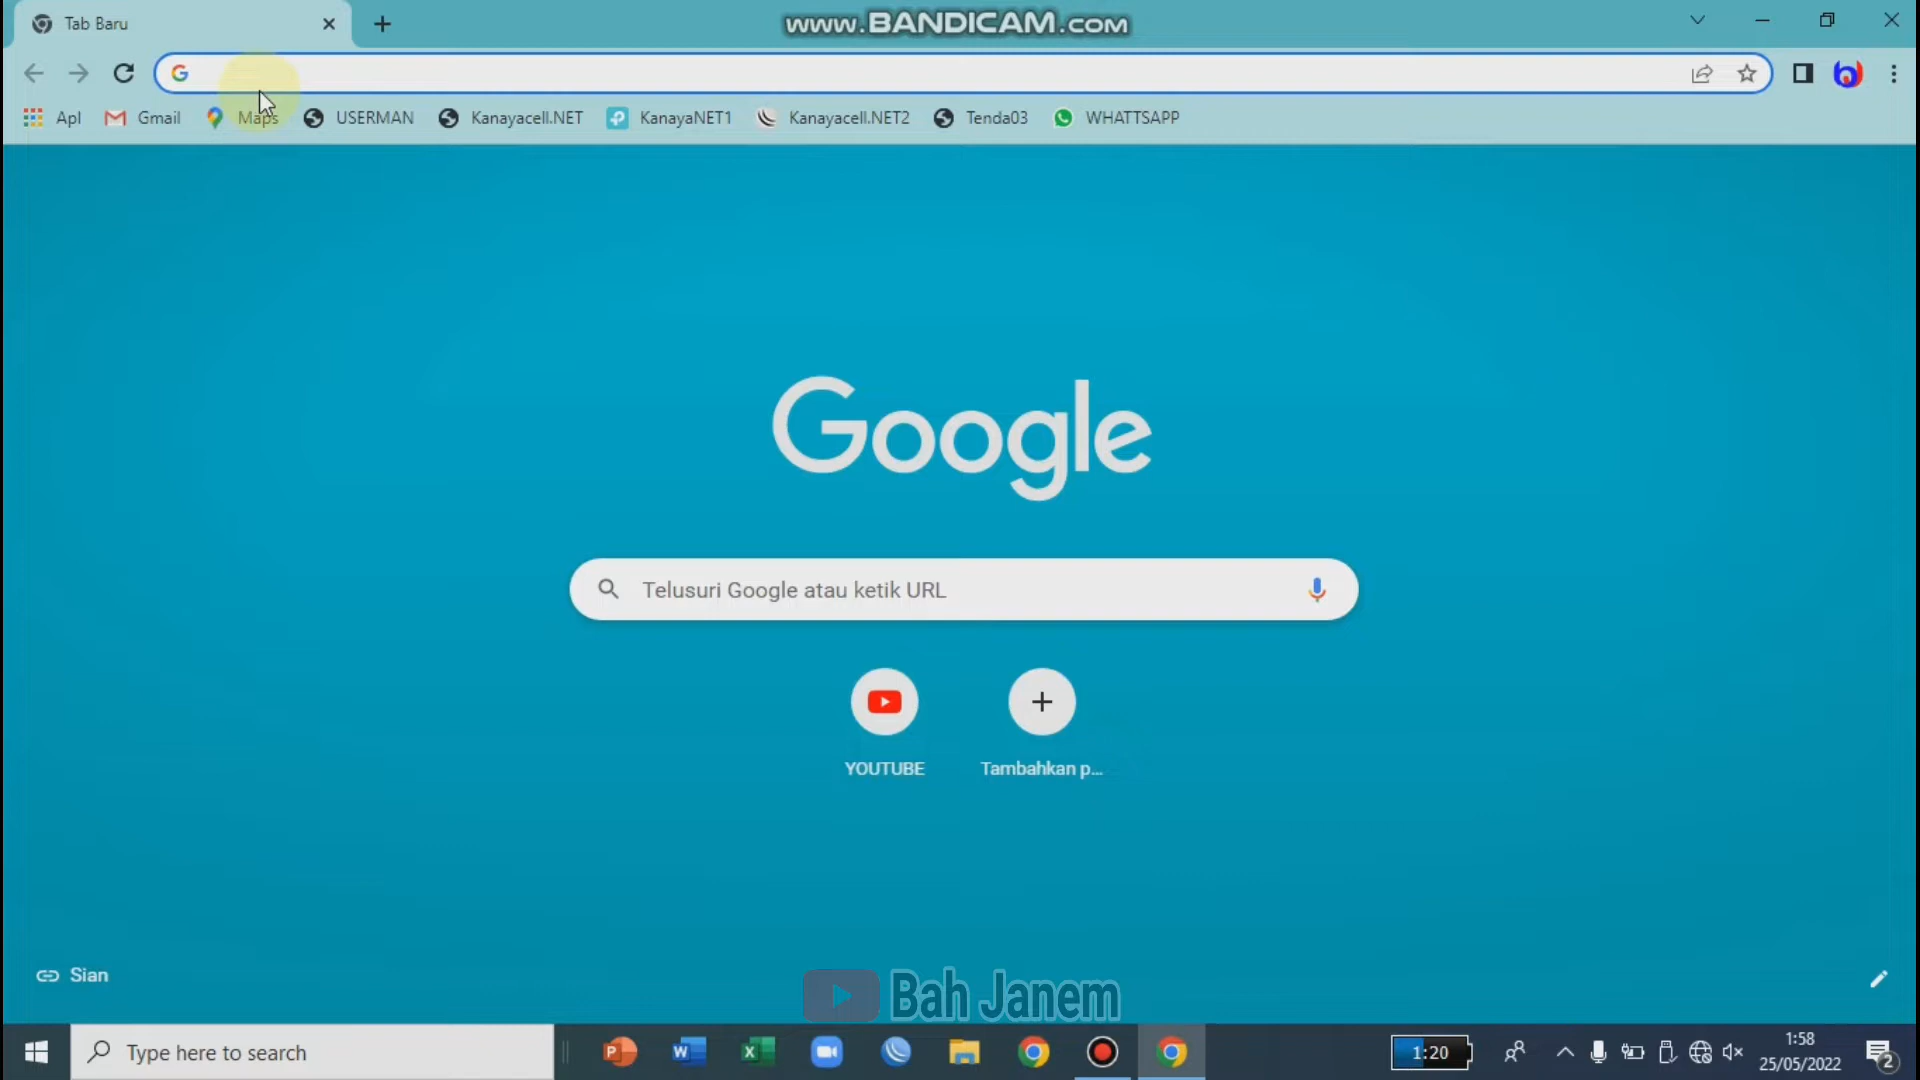 Tab Baru
www.BANDICAM.com
Apl
Gmail
Maps
USERMAN
Kanayacell.NET
KanayaNET1
Kanayacell.NET2
Tenda03
WHATTSAPP
Google
Telusuri Google atau ketik URL
YOUTUBE
Tambahkan p...
Sian
Bah Janem
Type here to search
1:20
1:58
25/05/2022
2